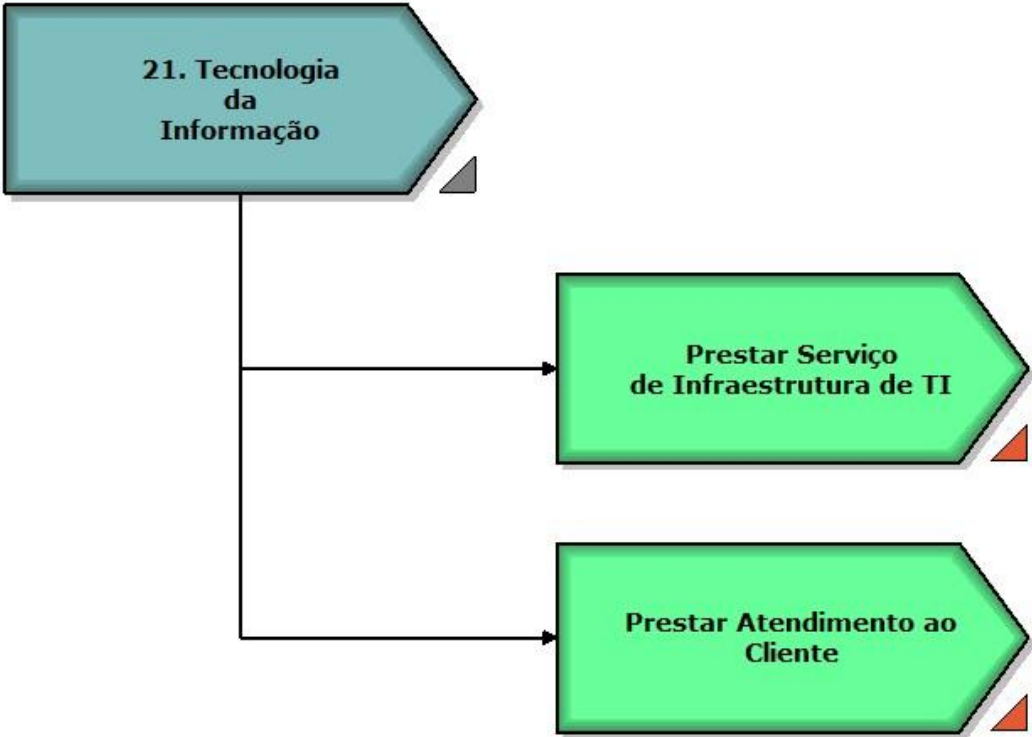 21. Tecnologia
da
Informação
Prestar Serviço
de Infraestrutura de TI
Prestar Atendimento ao
Cliente